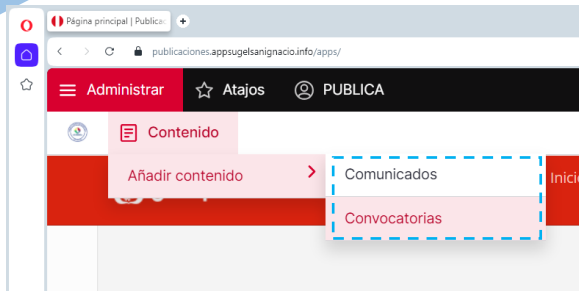 Página principal | Publicac
publicaciones.appsugelsanignacio.info/apps/
Administrar Atajos PUBLICA
Contenido
Añadir contenido
Comunicados
Convocatorias
Inicio